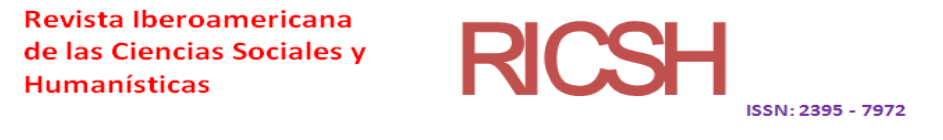 Revista Iberoamericana
de las Ciencias Sociales y
Humanísticas
RICSH
ISSN: 2395 - 7972